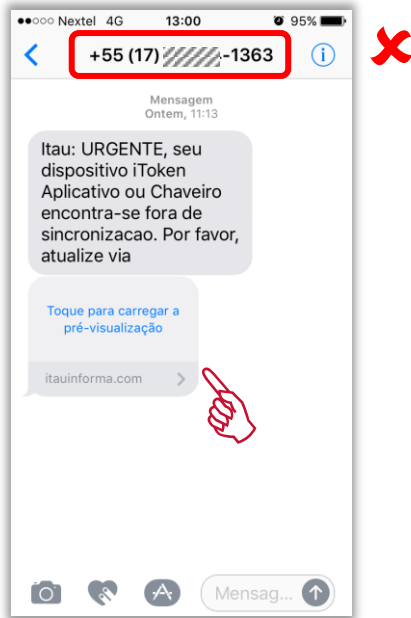 Nextel 4G 13:00 95%
+55 (17) -1363
Mensagem
Ontem, 11:13
Itau: URGENTE, seu
dispositivo iToken
Aplicativo ou Chaveiro
encontra-se fora de
sincronizacao. Por favor,
atualize via
Toque para carregar a
pré-visualização
itauinforma.com
Mensag...